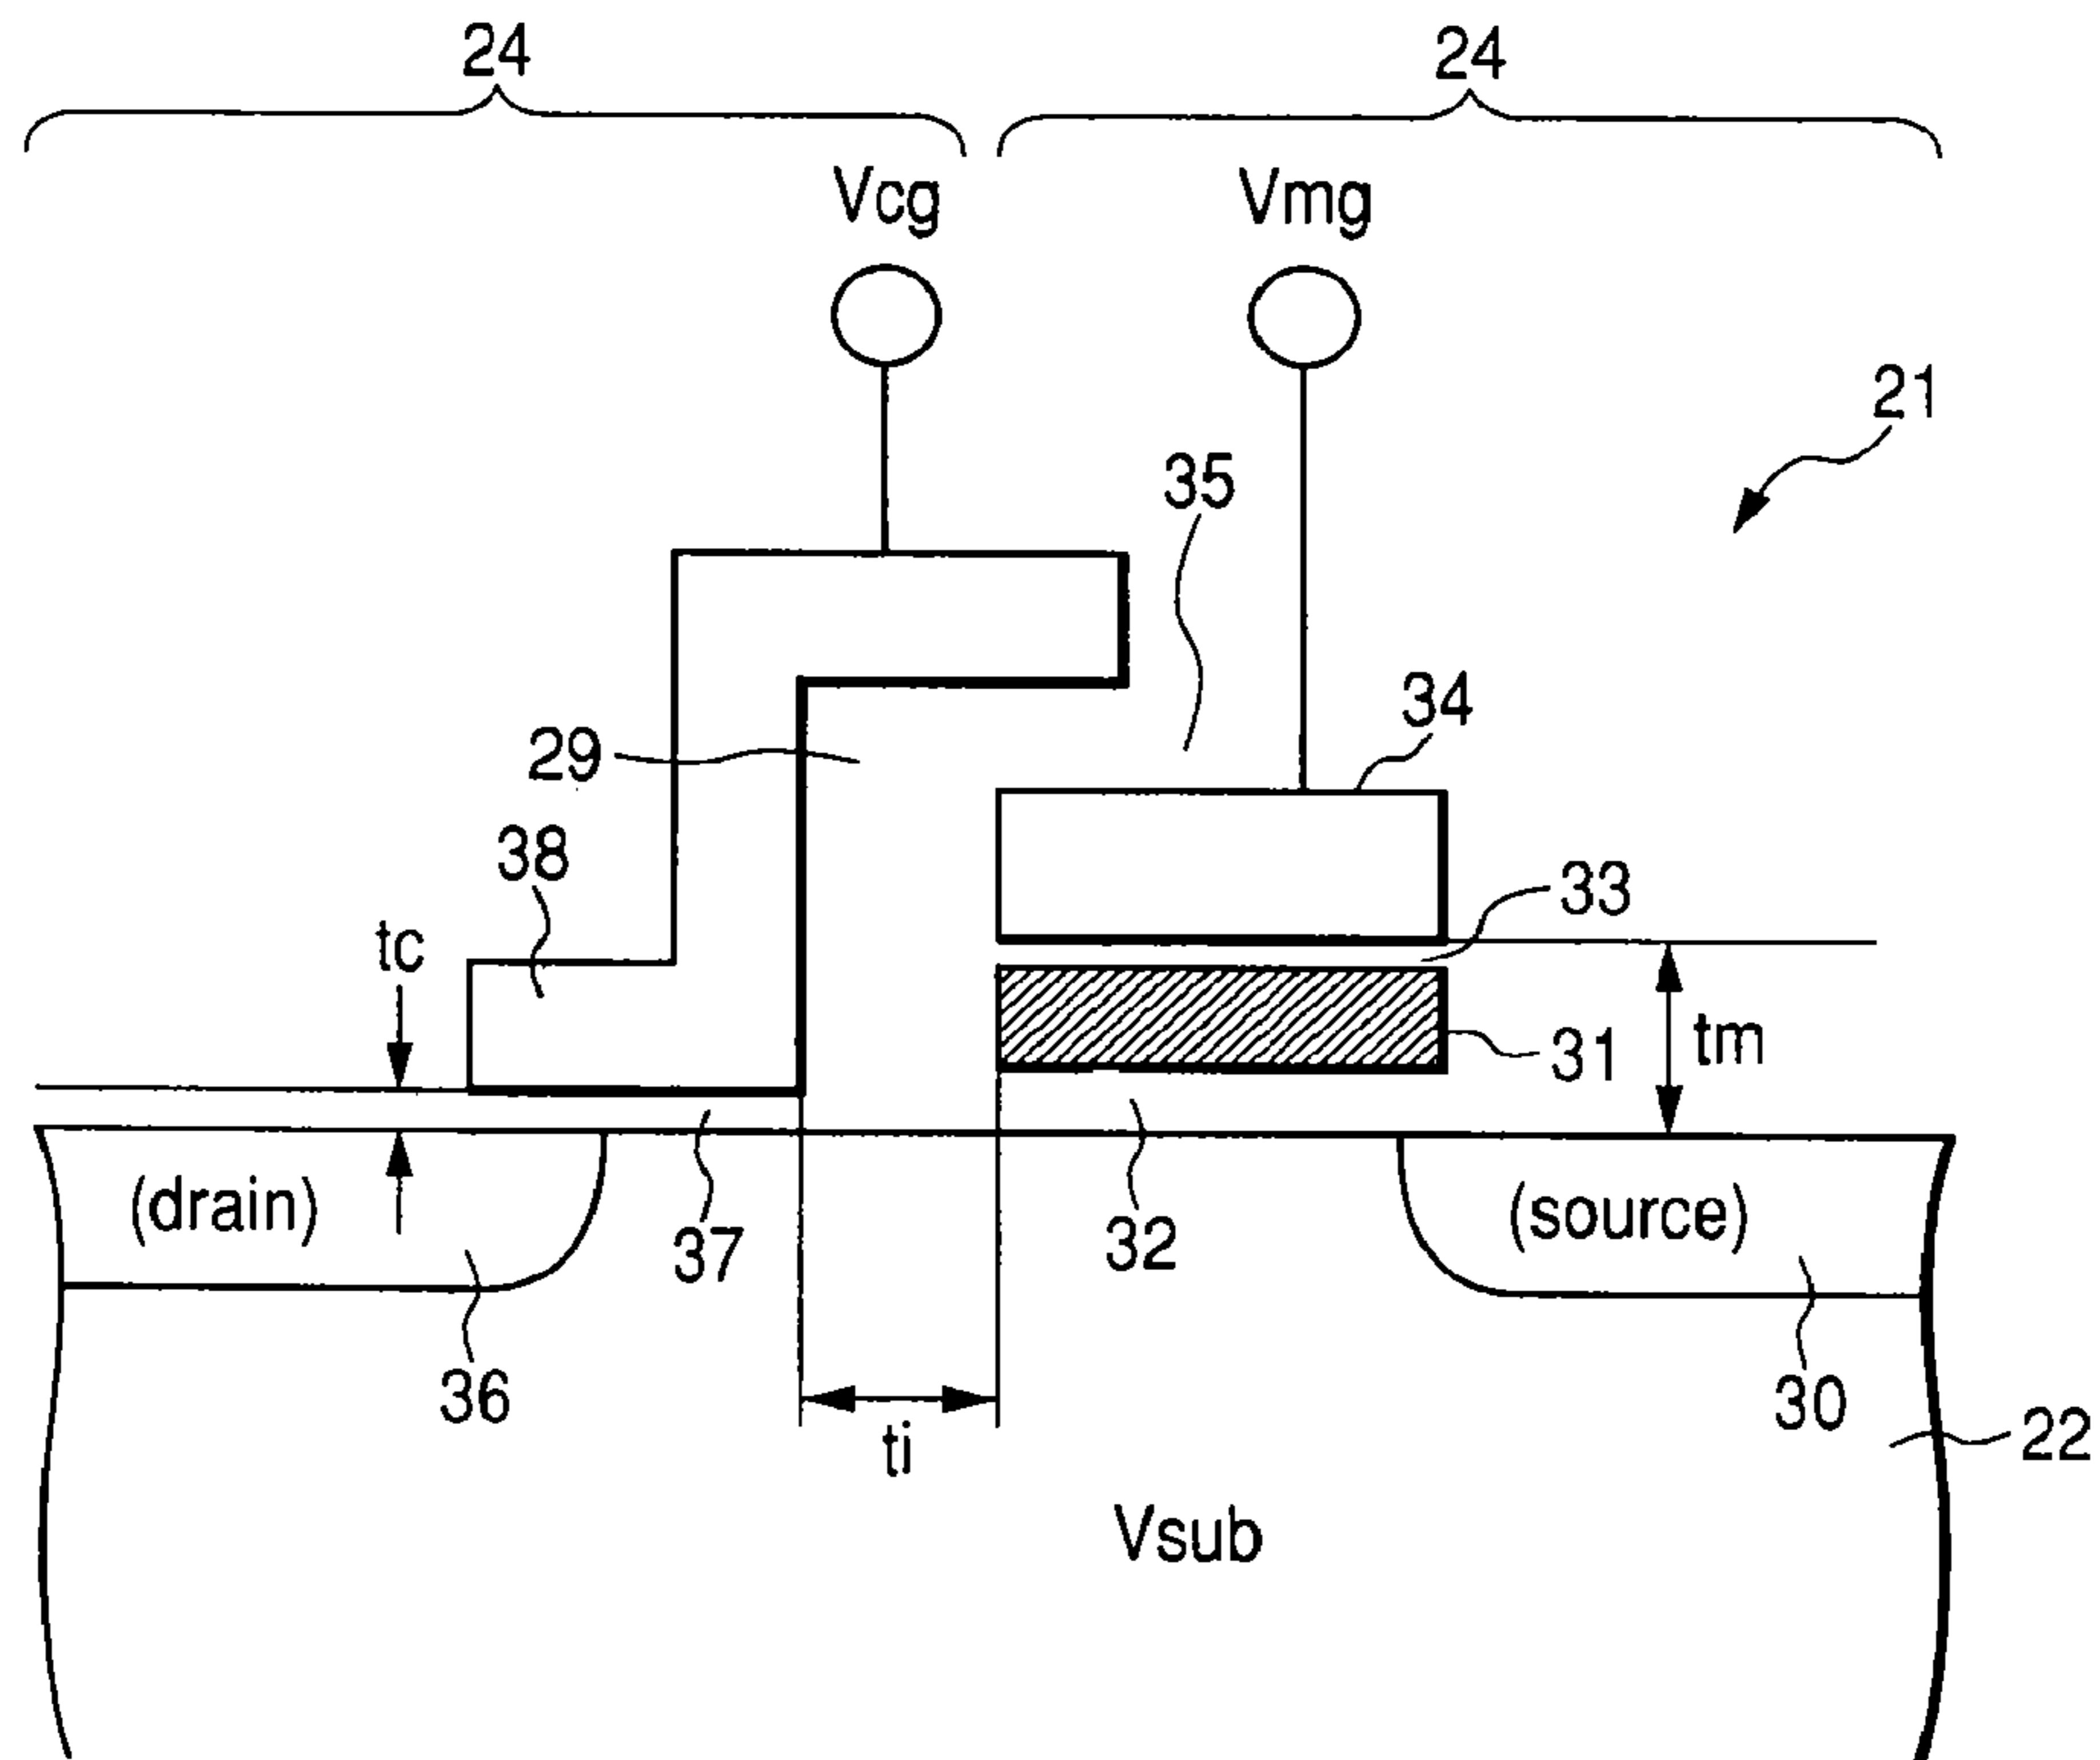 24 24
Vcg Vmg
21
35
34
29
38
33
tc
31 tm
(drain) (source)
37 32
36 30
22
ti
Vsub